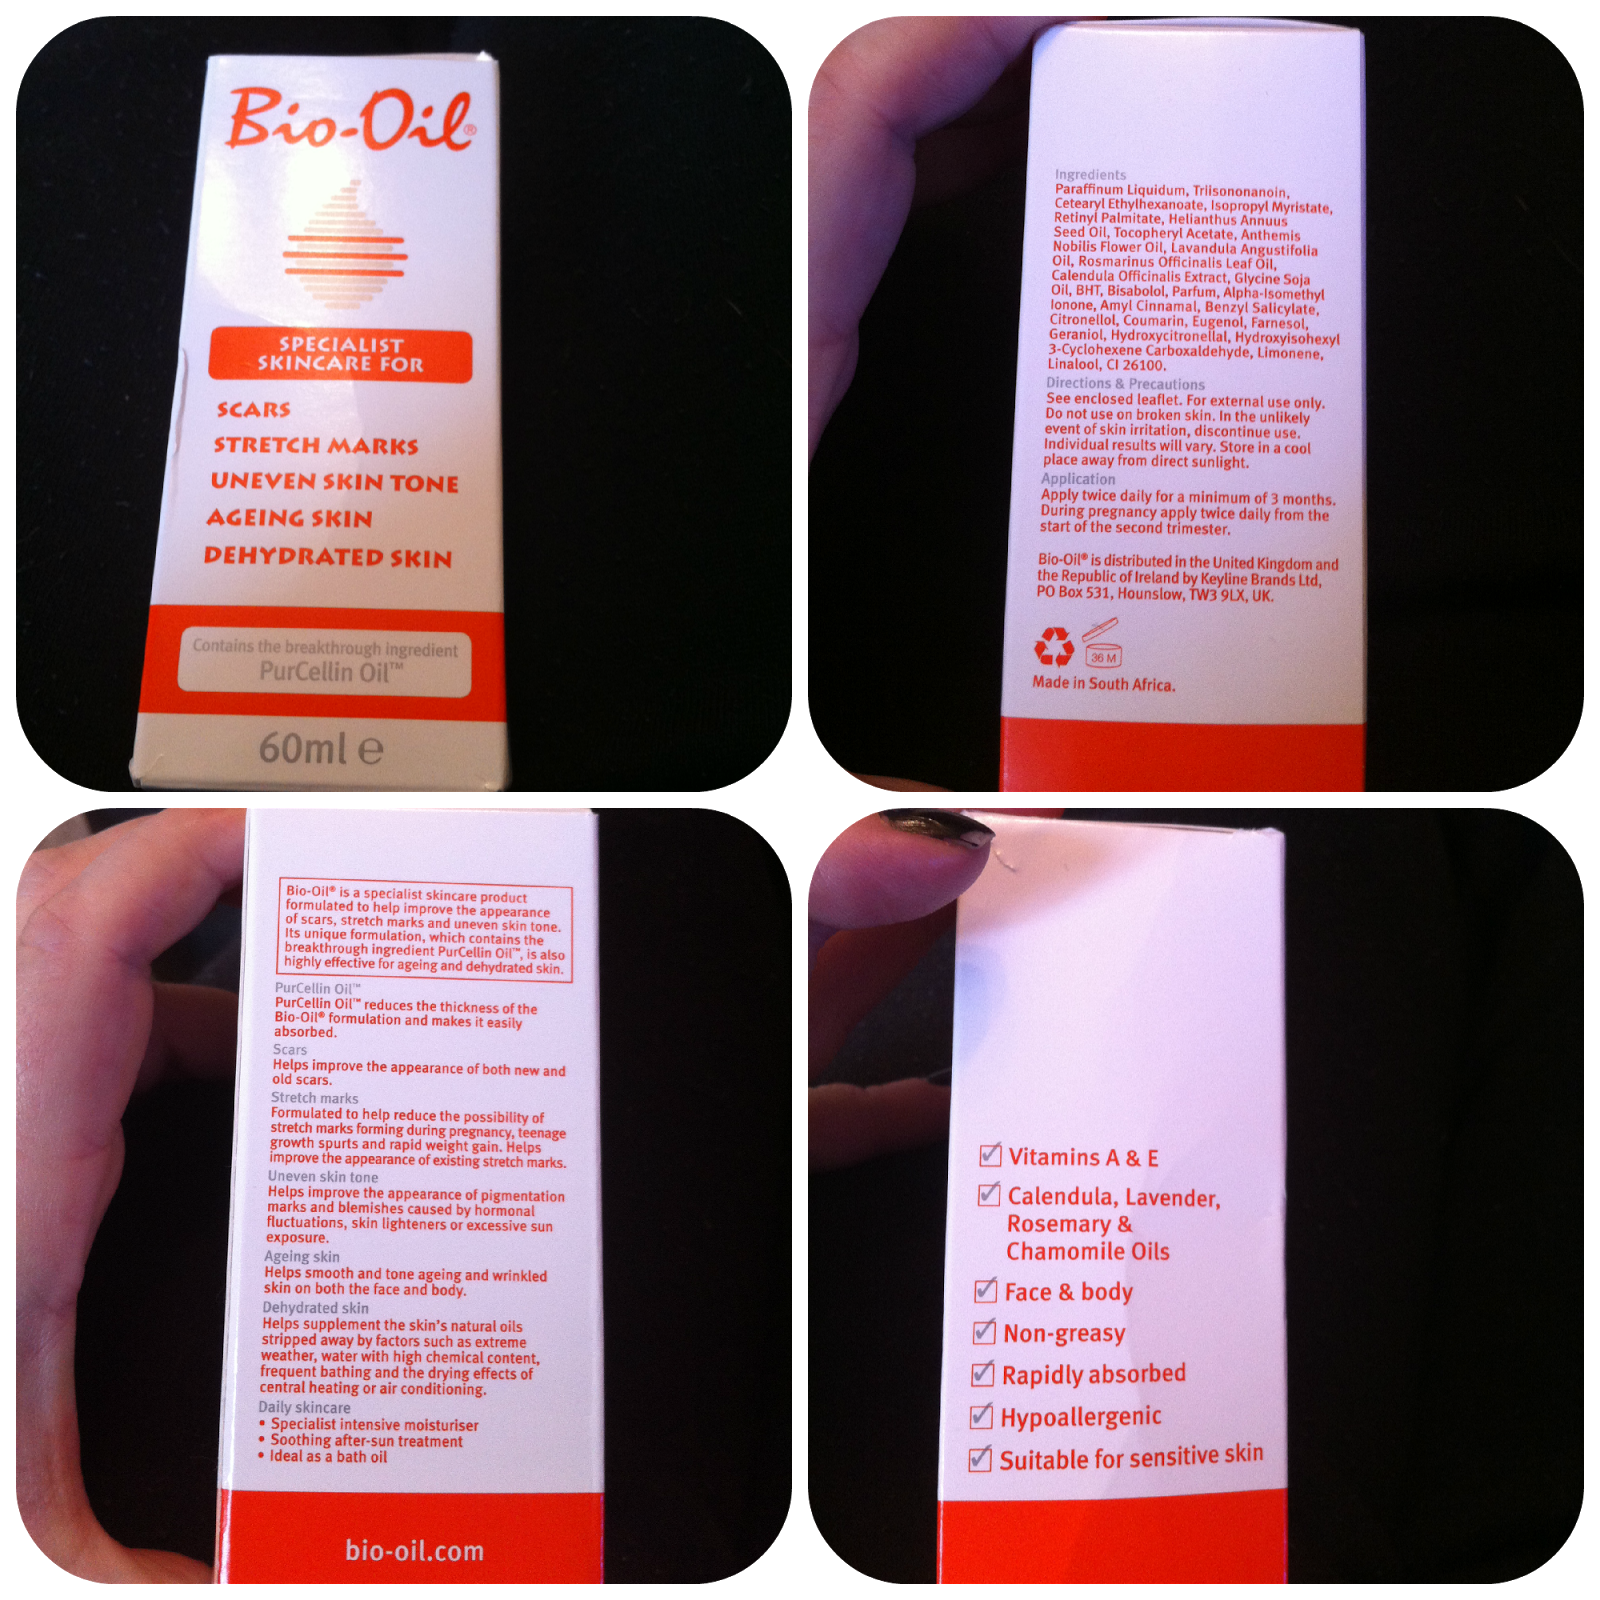 Bio-Oil®
SPECIALIST
SKINCARE FOR
SCARS
STRETCH MARKS
UNEVEN SKIN TONE
AGEING SKIN
DEHYDRATED SKIN
Contains the breakthrough ingredient
PurCellin Oil™
60ml ℮
Ingredients
Paraffinum Liquidum, Triisononanoin,
Cetearyl Ethylhexanoate, Isopropyl Myristate,
Retinyl Palmitate, Helianthus Annuus
Seed Oil, Tocopheryl Acetate, Anthemis
Nobilis Flower Oil, Lavandula Angustifolia
Oil, Rosmarinus Officinalis Leaf Oil,
Calendula Officinalis Extract, Glycine Soja
Oil, BHT, Bisabolol, Parfum, Alpha-Isomethyl
Ionone, Amyl Cinnamal, Benzyl Salicylate,
Citronellol, Coumarin, Eugenol, Farnesol,
Geraniol, Hydroxycitronellal, Hydroxyisohexyl
3-Cyclohexene Carboxaldehyde, Limonene,
Linalool, CI 26100.
Directions & Precautions
See enclosed leaflet. For external use only.
Do not use on broken skin. In the unlikely
event of skin irritation, discontinue use.
Individual results will vary. Store in a cool
place away from direct sunlight.
Application
Apply twice daily for a minimum of 3 months.
During pregnancy apply twice daily from the
start of the second trimester.
Bio-Oil® is distributed in the United Kingdom and
the Republic of Ireland by Keyline Brands Ltd,
PO Box 531, Hounslow, TW3 9LX, UK.
36 M
Made in South Africa.
Bio-Oil® is a specialist skincare product
formulated to help improve the appearance
of scars, stretch marks and uneven skin tone.
Its unique formulation, which contains the
breakthrough ingredient PurCellin Oil™, is also
highly effective for ageing and dehydrated skin.
PurCellin Oil™
PurCellin Oil™ reduces the thickness of the
Bio-Oil® formulation and makes it easily
absorbed.
Scars
Helps improve the appearance of both new and
old scars.
Stretch marks
Formulated to help reduce the possibility of
stretch marks forming during pregnancy, teenage
growth spurts and rapid weight gain. Helps
improve the appearance of existing stretch marks.
Uneven skin tone
Helps improve the appearance of pigmentation
marks and blemishes caused by hormonal
fluctuations, skin lighteners or excessive sun
exposure.
Ageing skin
Helps smooth and tone ageing and wrinkled
skin on both the face and body.
Dehydrated skin
Helps supplement the skin's natural oils
stripped away by factors such as extreme
weather, water with high chemical content,
frequent bathing and the drying effects of
central heating or air conditioning.
Daily skincare
• Specialist intensive moisturiser
• Soothing after-sun treatment
• Ideal as a bath oil
bio-oil.com
Vitamins A & E
Calendula, Lavender,
Rosemary &
Chamomile Oils
Face & body
Non-greasy
Rapidly absorbed
Hypoallergenic
Suitable for sensitive skin